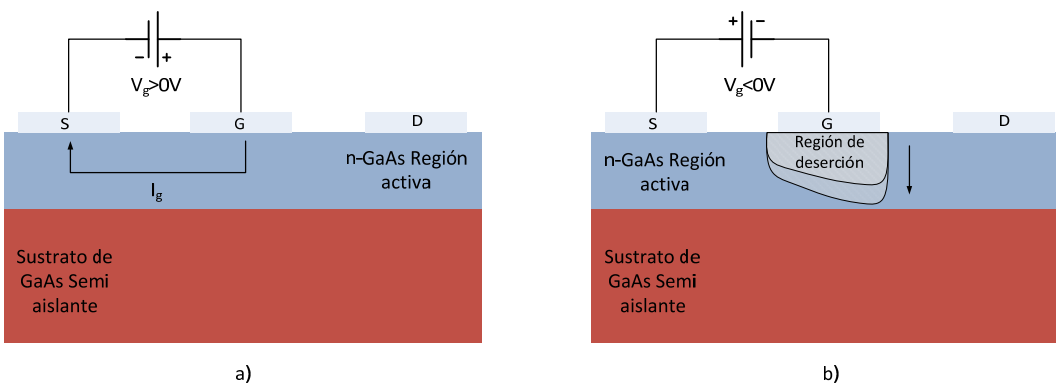 − +
V_g>0V
S
G
D
n-GaAs Región
activa
I_g
Sustrato de
GaAs Semi
aislante
a)
+ −
V_g<0V
S
G
D
Región de
deserción
n-GaAs Región
activa
Sustrato de
GaAs Semi
aislante
b)